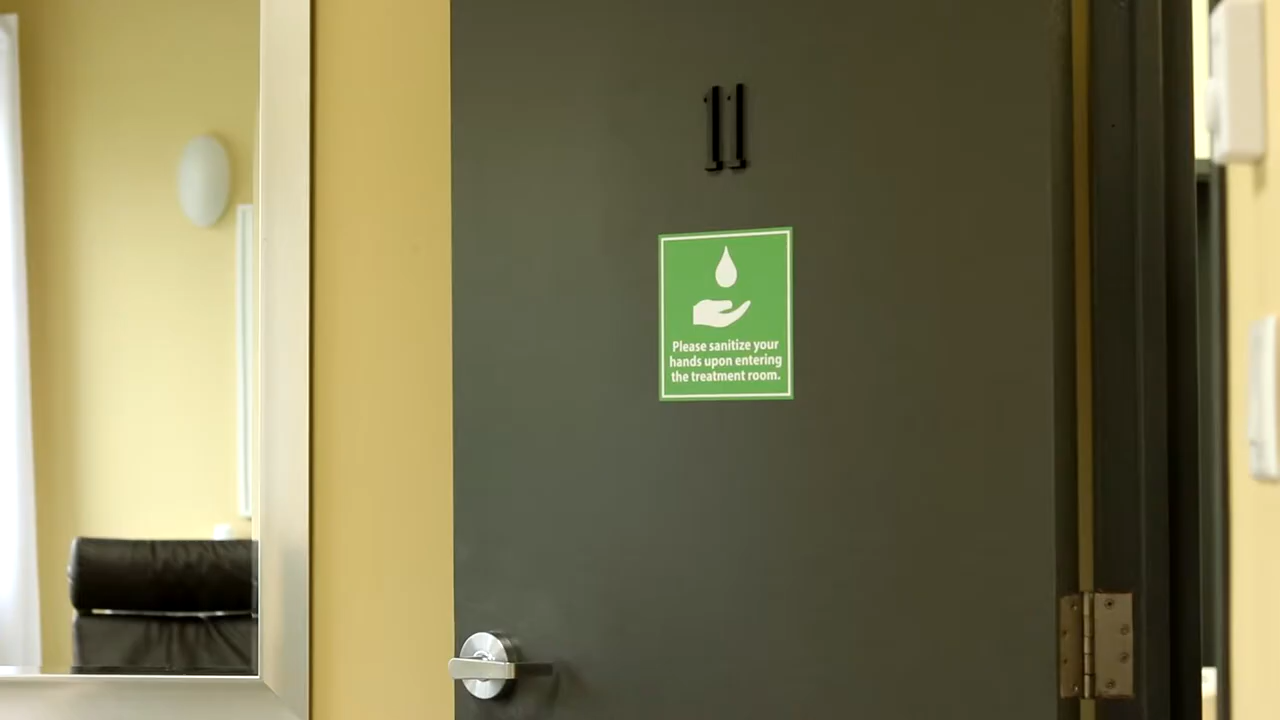 11
Please sanitize your
hands upon entering
the treatment room.